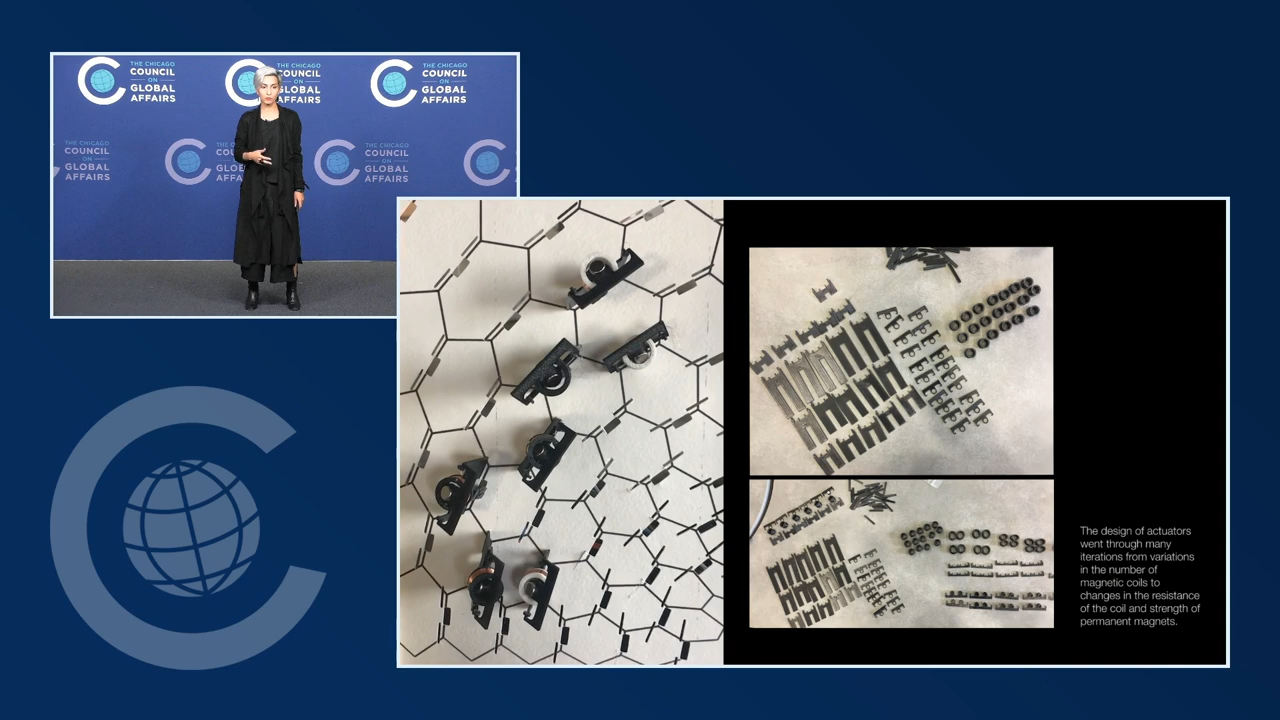 THE CHICAGO
COUNCIL
ON
GLOBAL
AFFAIRS
THE CHICAGO
COUNCIL
ON
GLOBAL
AFFAIRS
THE CHICAGO
COUNCIL
ON
GLOBAL
AFFAIRS
THE CHICAGO
COUNCIL
ON
GLOBAL
AFFAIRS
THE CHICAGO
COUNCIL
ON
GLOBAL
AFFAIRS
The design of actuators
went through many
iterations from variations
in the number of
magnetic coils to
changes in the resistance
of the coil and strength of
permanent magnets.